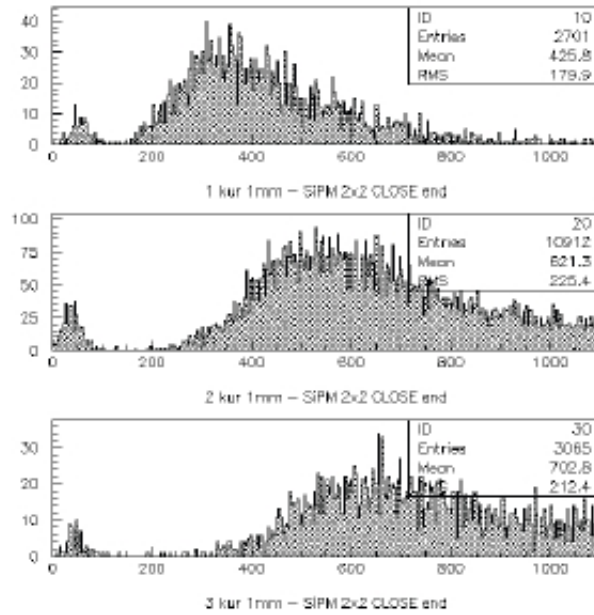 40
30
20
10
0
ID 10
Entries 2701
Mean 425.8
RMS 179.9
0 200 400 600 800 1000
1 kur 1mm – SiPM 2x2 CLOSE end
100
75
50
25
0
ID 20
Entries 10912
Mean 621.3
RMS 225.4
0 200 400 600 800 1000
2 kur 1mm – SiPM 2x2 CLOSE end
30
20
10
0
ID 30
Entries 3065
Mean 702.8
212.4
0 200 400 600 800 1000
3 kur 1mm – SiPM 2x2 CLOSE end